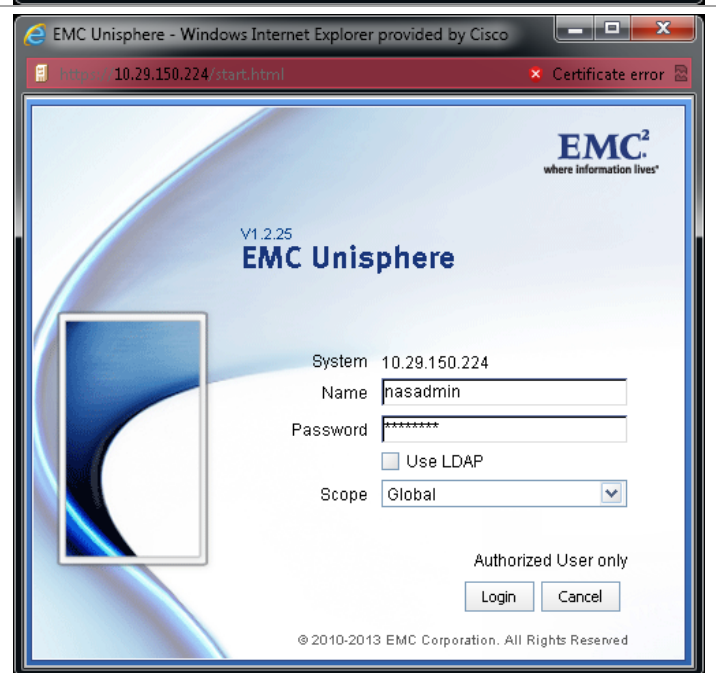 EMC Unisphere - Windows Internet Explorer provided by Cisco
10.29.150.224/start.html Certificate error
EMC²
where information lives®
V1.2.25
EMC Unisphere
System 10.29.150.224
Name nasadmin
Password ********
Use LDAP
Scope Global
Authorized User only
Login Cancel
© 2010-2013 EMC Corporation. All Rights Reserved